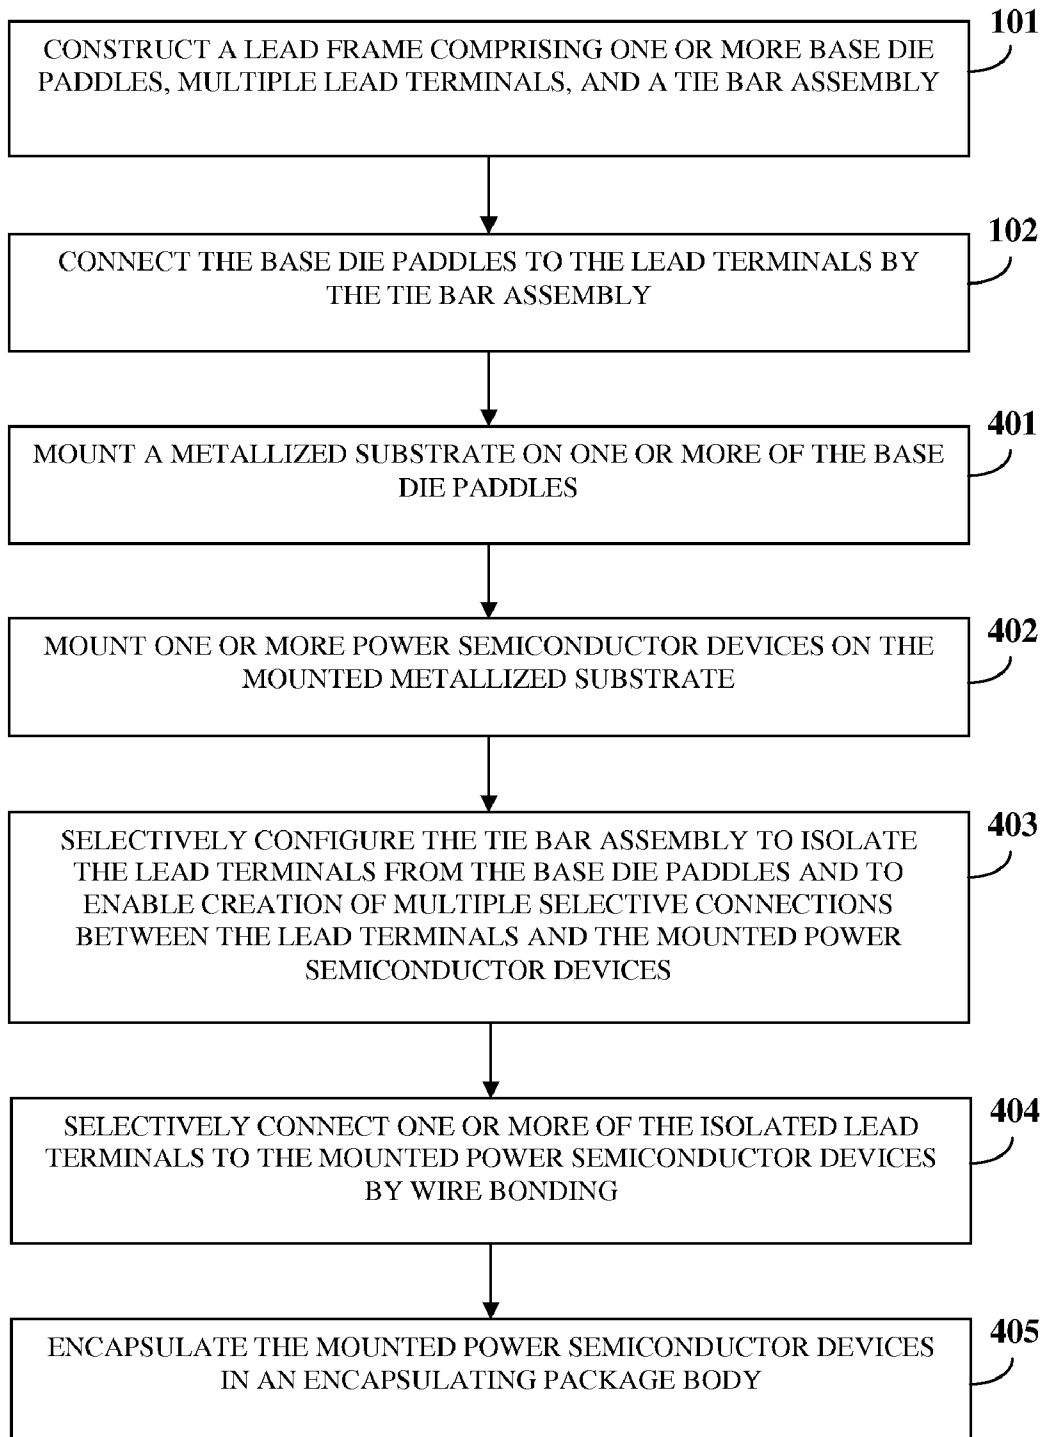 101
CONSTRUCT A LEAD FRAME COMPRISING ONE OR MORE BASE DIE
PADDLES, MULTIPLE LEAD TERMINALS, AND A TIE BAR ASSEMBLY
102
CONNECT THE BASE DIE PADDLES TO THE LEAD TERMINALS BY
THE TIE BAR ASSEMBLY
401
MOUNT A METALLIZED SUBSTRATE ON ONE OR MORE OF THE BASE
DIE PADDLES
402
MOUNT ONE OR MORE POWER SEMICONDUCTOR DEVICES ON THE
MOUNTED METALLIZED SUBSTRATE
403
SELECTIVELY CONFIGURE THE TIE BAR ASSEMBLY TO ISOLATE
THE LEAD TERMINALS FROM THE BASE DIE PADDLES AND TO
ENABLE CREATION OF MULTIPLE SELECTIVE CONNECTIONS
BETWEEN THE LEAD TERMINALS AND THE MOUNTED POWER
SEMICONDUCTOR DEVICES
404
SELECTIVELY CONNECT ONE OR MORE OF THE ISOLATED LEAD
TERMINALS TO THE MOUNTED POWER SEMICONDUCTOR DEVICES
BY WIRE BONDING
405
ENCAPSULATE THE MOUNTED POWER SEMICONDUCTOR DEVICES
IN AN ENCAPSULATING PACKAGE BODY